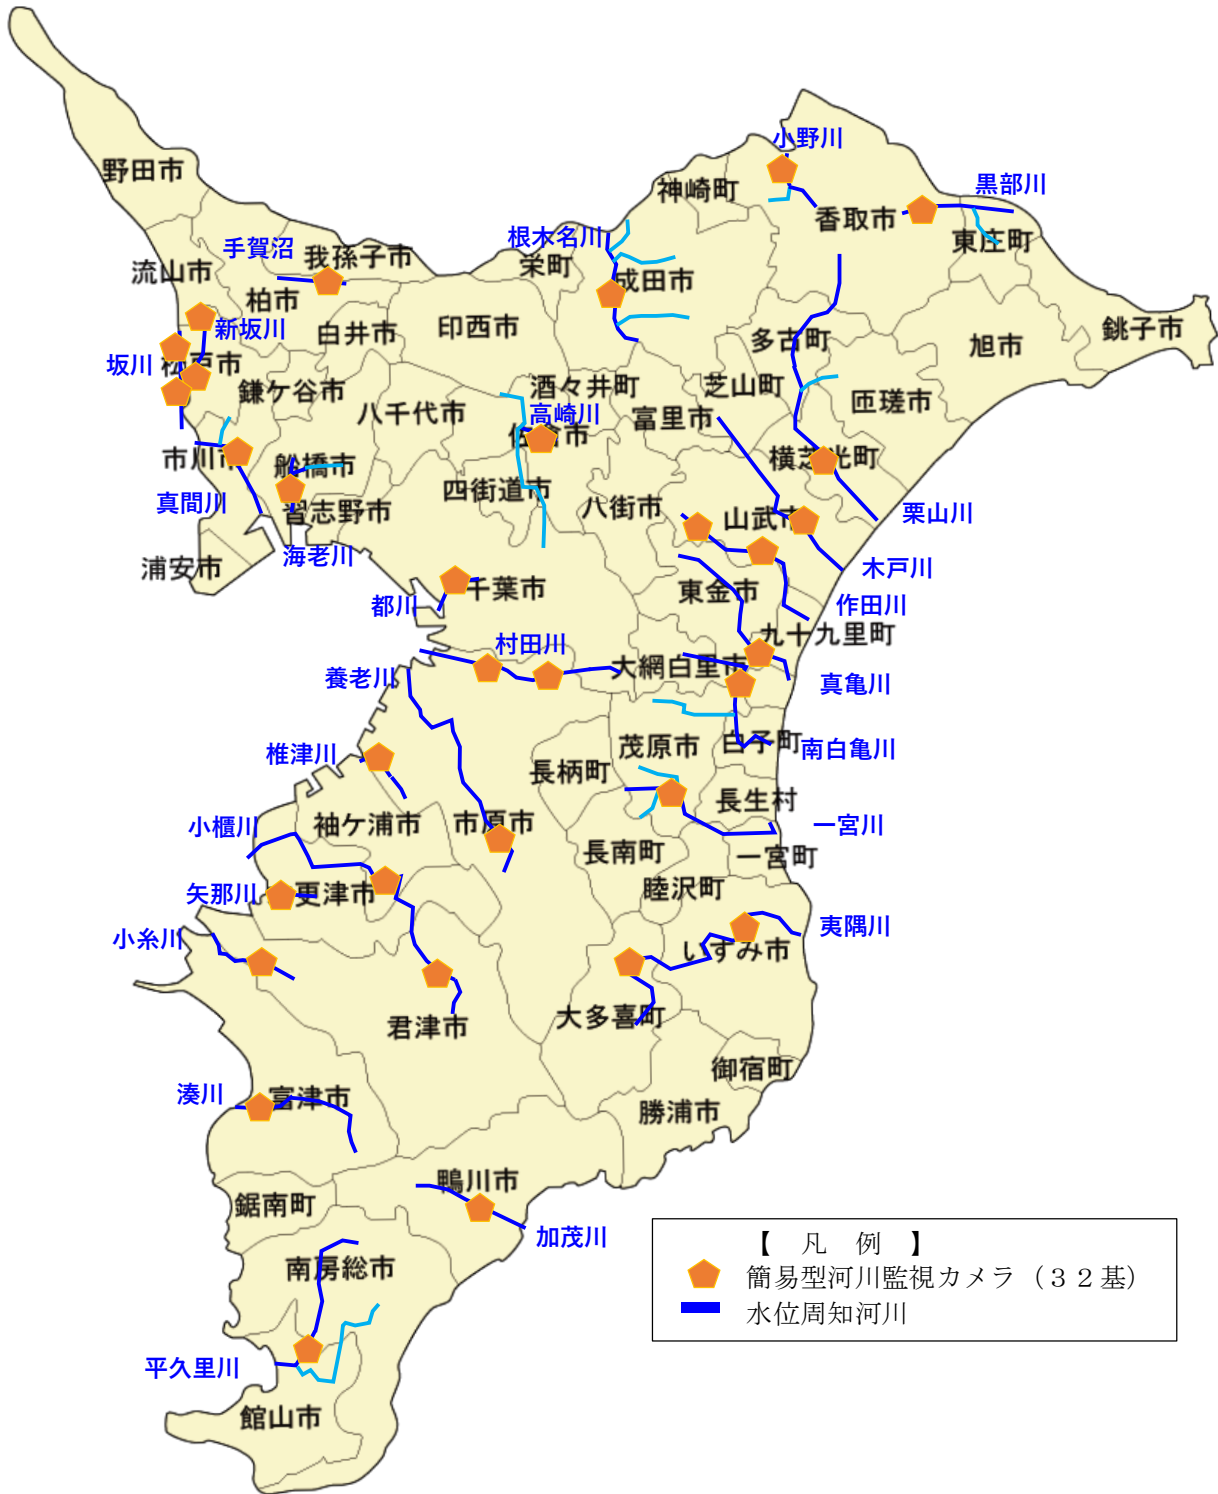 小野川
野田市
神崎町
黒部川
香取市
手賀沼
我孫子市
根木名川
東庄町
流山市
栄町
柏市
成田市
新坂川
白井市
印西市
多古町
旭市
銚子市
坂川
松戸市
鎌ケ谷市
八千代市
酒々井町
芝山町
匝瑳市
高崎川
富里市
佐倉市
市川市
船橋市
横芝光町
真間川
習志野市
四街道市
八街市
山武市
栗山川
浦安市
海老川
木戸川
都川
千葉市
東金市
作田川
村田川
九十九里町
養老川
大網白里市
真亀川
椎津川
茂原市
白子町
南白亀川
長柄町
長生村
小櫃川
袖ケ浦市
市原市
一宮川
長南町
一宮町
矢那川
更津市
睦沢町
小糸川
夷隅川
いすみ市
君津市
大多喜町
御宿町
湊川
富津市
勝浦市
鴨川市
鋸南町
加茂川
南房総市
平久里川
館山市
【 凡 例 】
簡易型河川監視カメラ（３２基）
水位周知河川